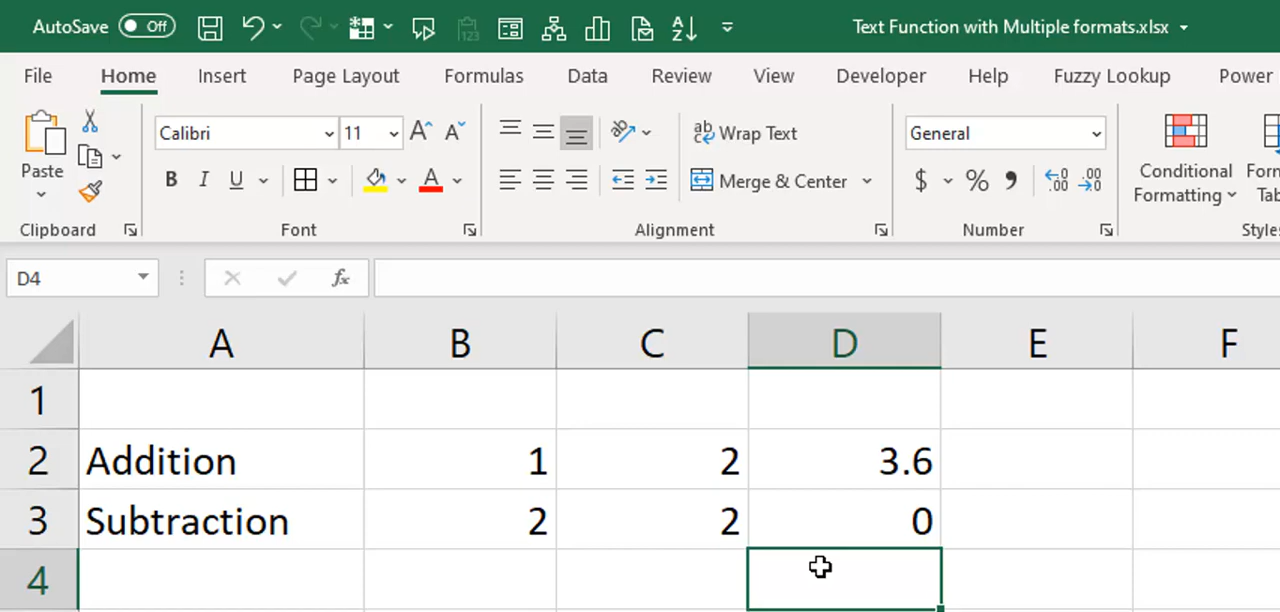 AutoSave Off Text Function with Multiple formats.xlsx
File Home Insert Page Layout Formulas Data Review View Developer Help Fuzzy Lookup Power
Calibri 11 ab Wrap Text General
Paste B I U Merge & Center $ % Conditional Formatting
Clipboard Font Alignment Number
D4 fx
A B C D E F
1
2 Addition 1 2 3.6
3 Subtraction 2 2 0
4